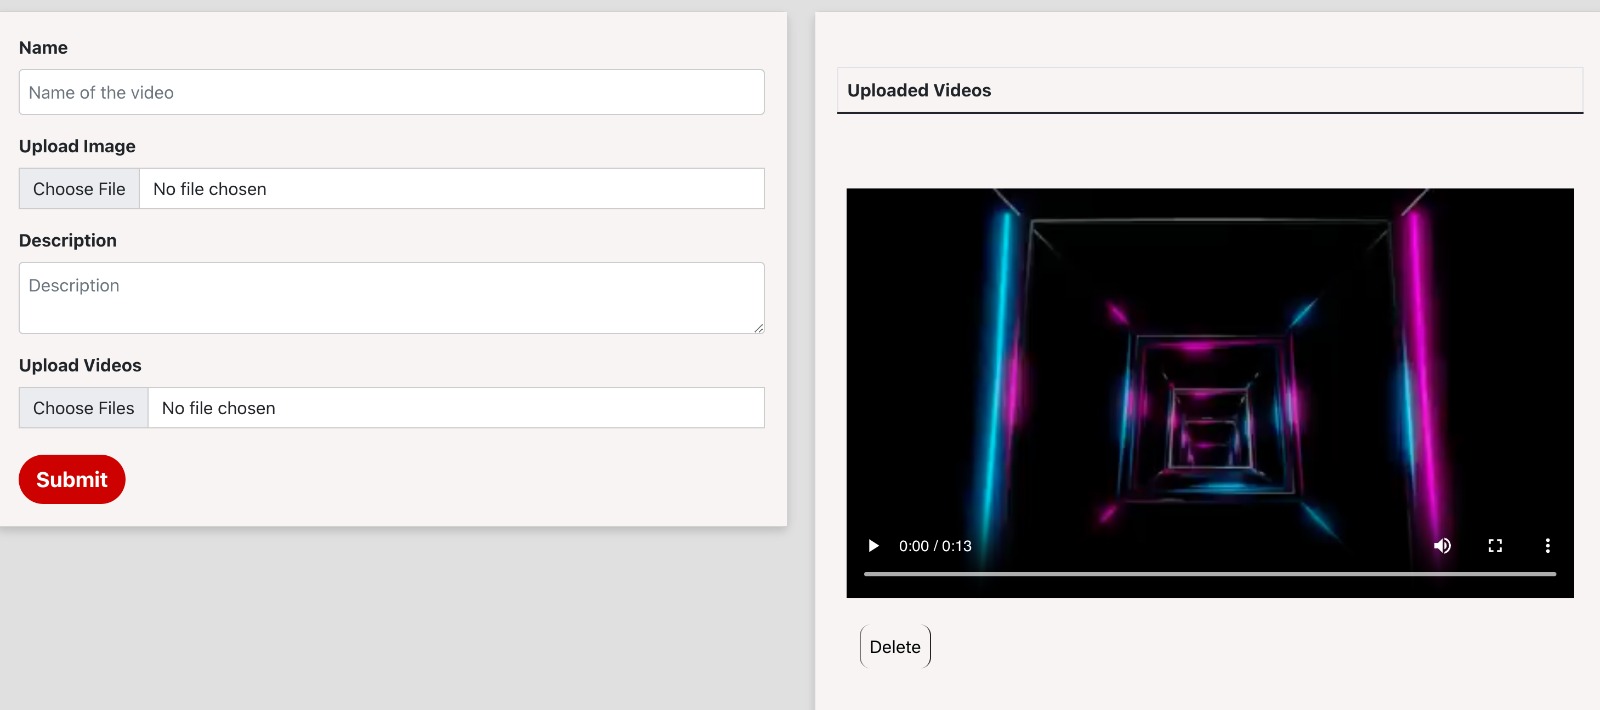 Name
Name of the video
Upload Image
Choose File No file chosen
Description
Description
Upload Videos
Choose Files No file chosen
Submit
Uploaded Videos
0:00 / 0:13
Delete